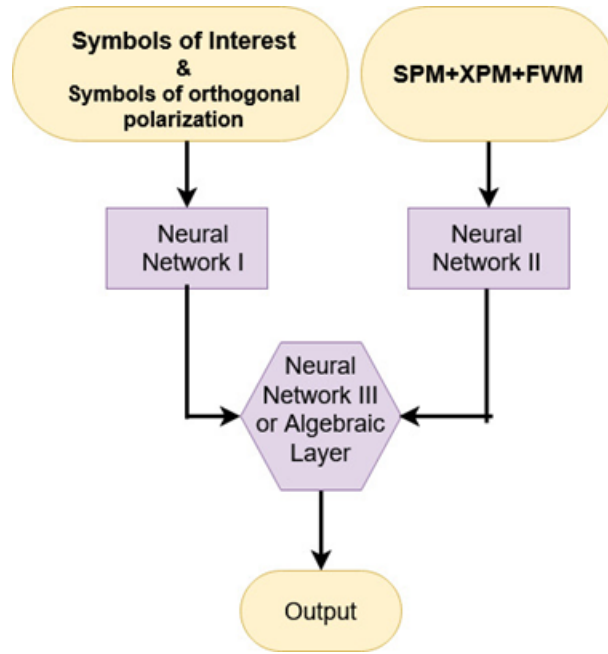 Symbols of Interest
&
Symbols of orthogonal
polarization
SPM+XPM+FWM
Neural
Network I
Neural
Network II
Neural
Network III
or Algebraic
Layer
Output